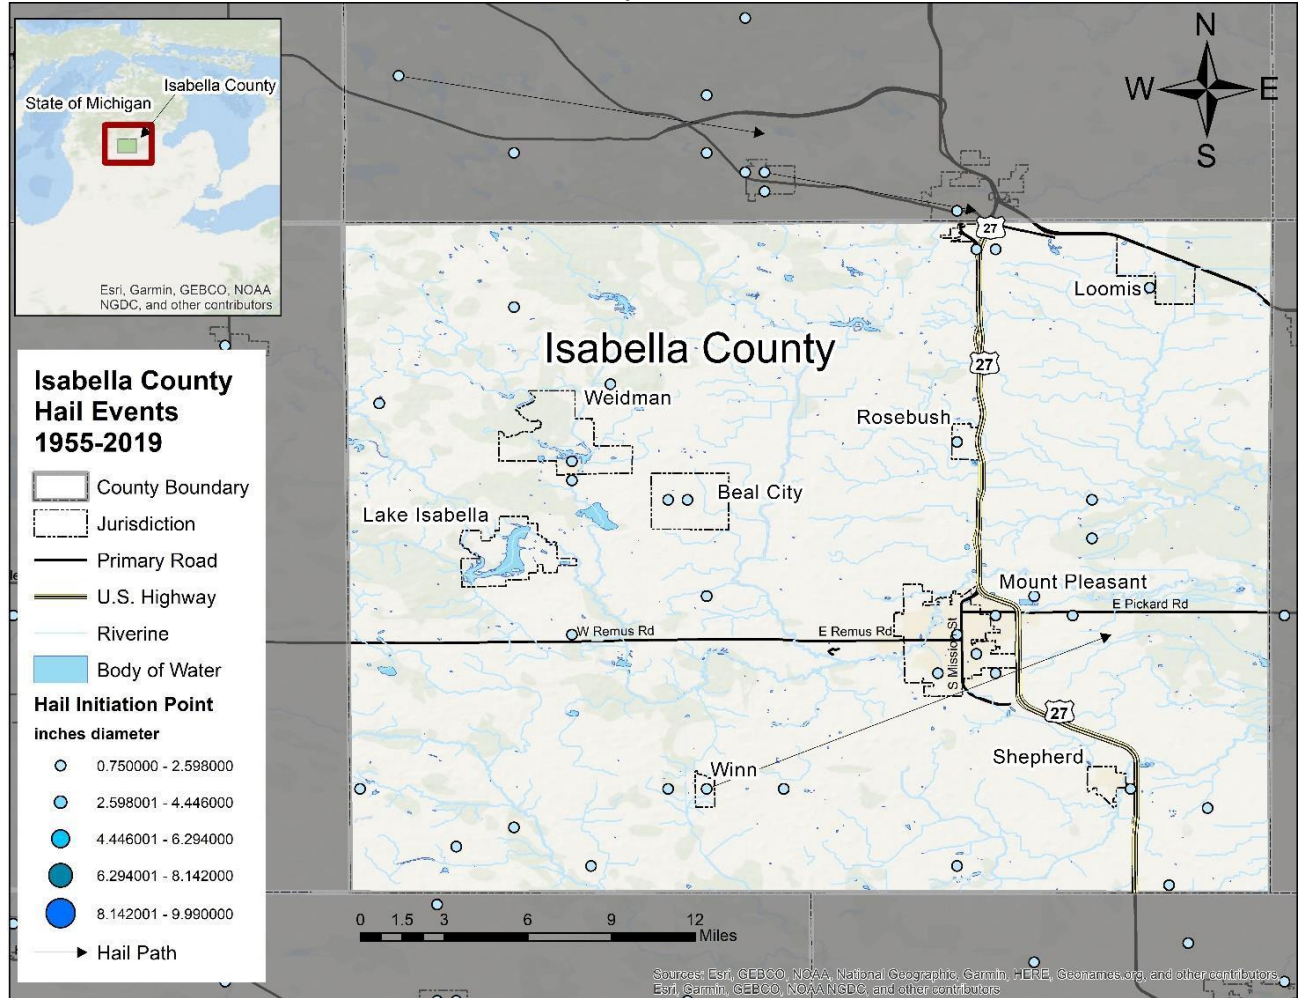 N
W E
S
Isabella County
State of Michigan
Esri, Garmin, GEBCO, NOAA
NGDC, and other contributors
27
Loomis
Isabella County
27
Weidman
Rosebush
Beal City
Lake Isabella
Mount Pleasant
E Pickard Rd
W Remus Rd
E Remus Rd
S Mission St
27
Winn
Shepherd
Isabella County
Hail Events
1955-2019
County Boundary
Jurisdiction
Primary Road
U.S. Highway
Riverine
Body of Water
Hail Initiation Point
inches diameter
0.750000 - 2.598000
2.598001 - 4.446000
4.446001 - 6.294000
6.294001 - 8.142000
8.142001 - 9.990000
Hail Path
0 1.5 3 6 9 12
Miles
Sources: Esri, GEBCO, NOAA, National Geographic, Garmin, HERE, Geonames.org, and other contributors
Esri, Garmin, GEBCO, NOAA NGDC, and other contributors